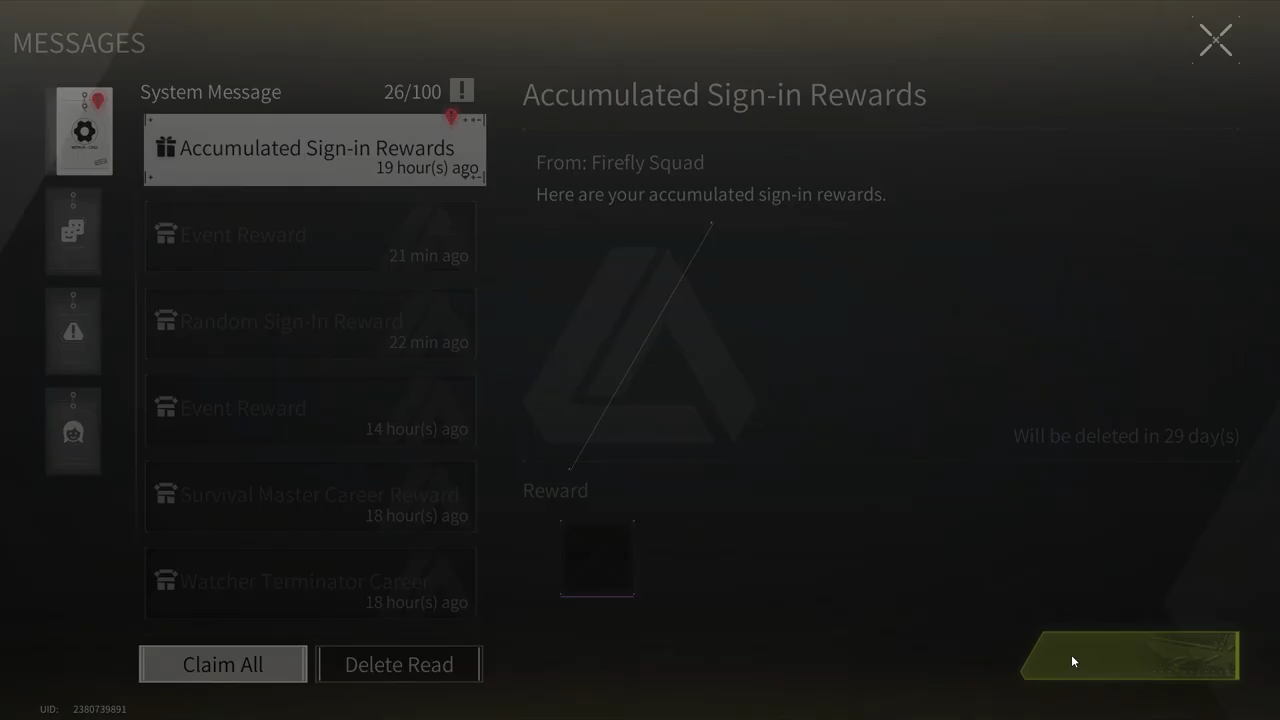 MESSAGES
System Message
26/100
Accumulated Sign-in Rewards
19 hour(s) ago
Event Reward
21 min ago
Random Sign-In Reward
22 min ago
Event Reward
14 hour(s) ago
Survival Master Career Reward
18 hour(s) ago
Watcher Terminator Career
18 hour(s) ago
Claim All
Delete Read
Accumulated Sign-in Rewards
From: Firefly Squad
Here are your accumulated sign-in rewards.
Will be deleted in 29 day(s)
Reward
UID: 2380739891